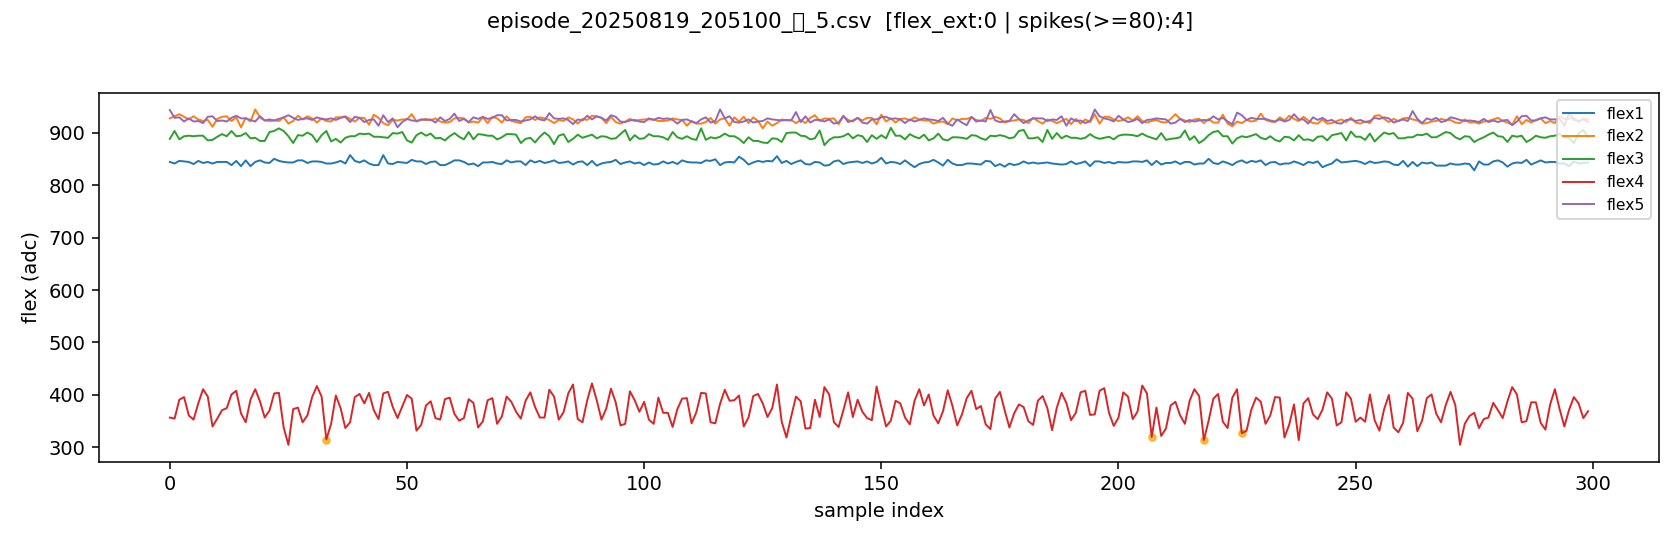 episode_20250819_205100_▯_5.csv [flex_ext:0 | spikes(>=80):4]
flex (adc)
900
800
700
600
500
400
300
0 50 100 150 200 250 300
sample index
flex1
flex2
flex3
flex4
flex5